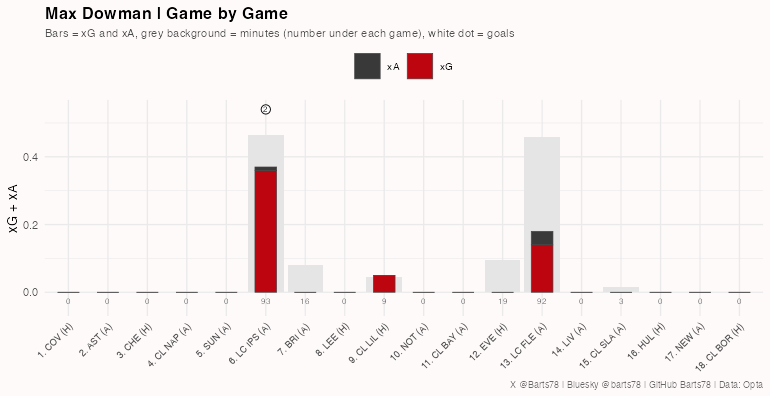 Max Dowman | Game by Game
Bars = xG and xA, grey background = minutes (number under each game), white dot = goals
xA xG
2
xG + xA
0.4
0.2
0.0
0 0 0 0 0 93 16 0 9 0 0 19 92 0 3 0 0 0
1. COV (H)
2. AST (A)
3. CHE (H)
4. CL NAP (A)
5. SUN (A)
6. LC IPS (A)
7. BRI (A)
8. LEE (H)
9. CL LIL (H)
10. NOT (A)
11. CL BAY (A)
12. EVE (H)
13. LC FLE (A)
14. LIV (A)
15. CL SLA (A)
16. HUL (H)
17. NEW (A)
18. CL BOR (H)
X @Barts78 | Bluesky @barts78 | GitHub Barts78 | Data: Opta